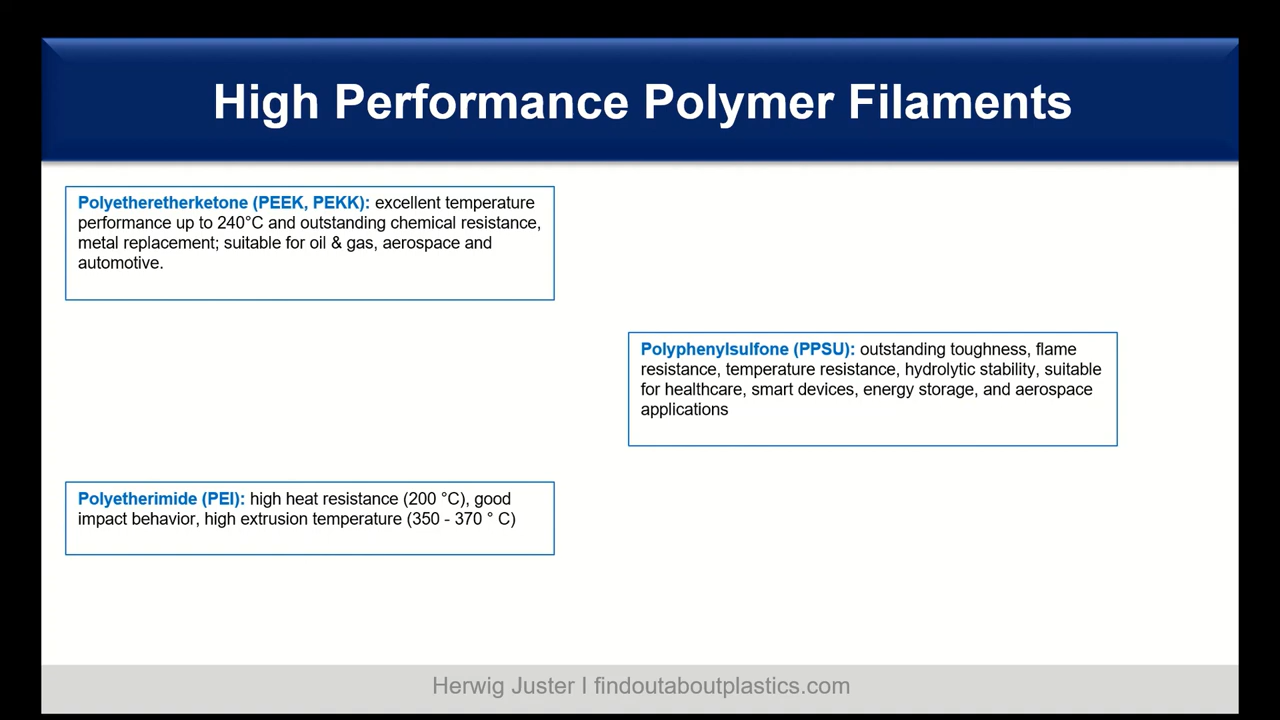 High Performance Polymer Filaments
Polyetheretherketone (PEEK, PEKK): excellent temperature
performance up to 240°C and outstanding chemical resistance,
metal replacement; suitable for oil & gas, aerospace and
automotive.
Polyphenylsulfone (PPSU): outstanding toughness, flame
resistance, temperature resistance, hydrolytic stability, suitable
for healthcare, smart devices, energy storage, and aerospace
applications
Polyetherimide (PEI): high heat resistance (200 °C), good
impact behavior, high extrusion temperature (350 - 370 ° C)
Herwig Juster I findoutaboutplastics.com